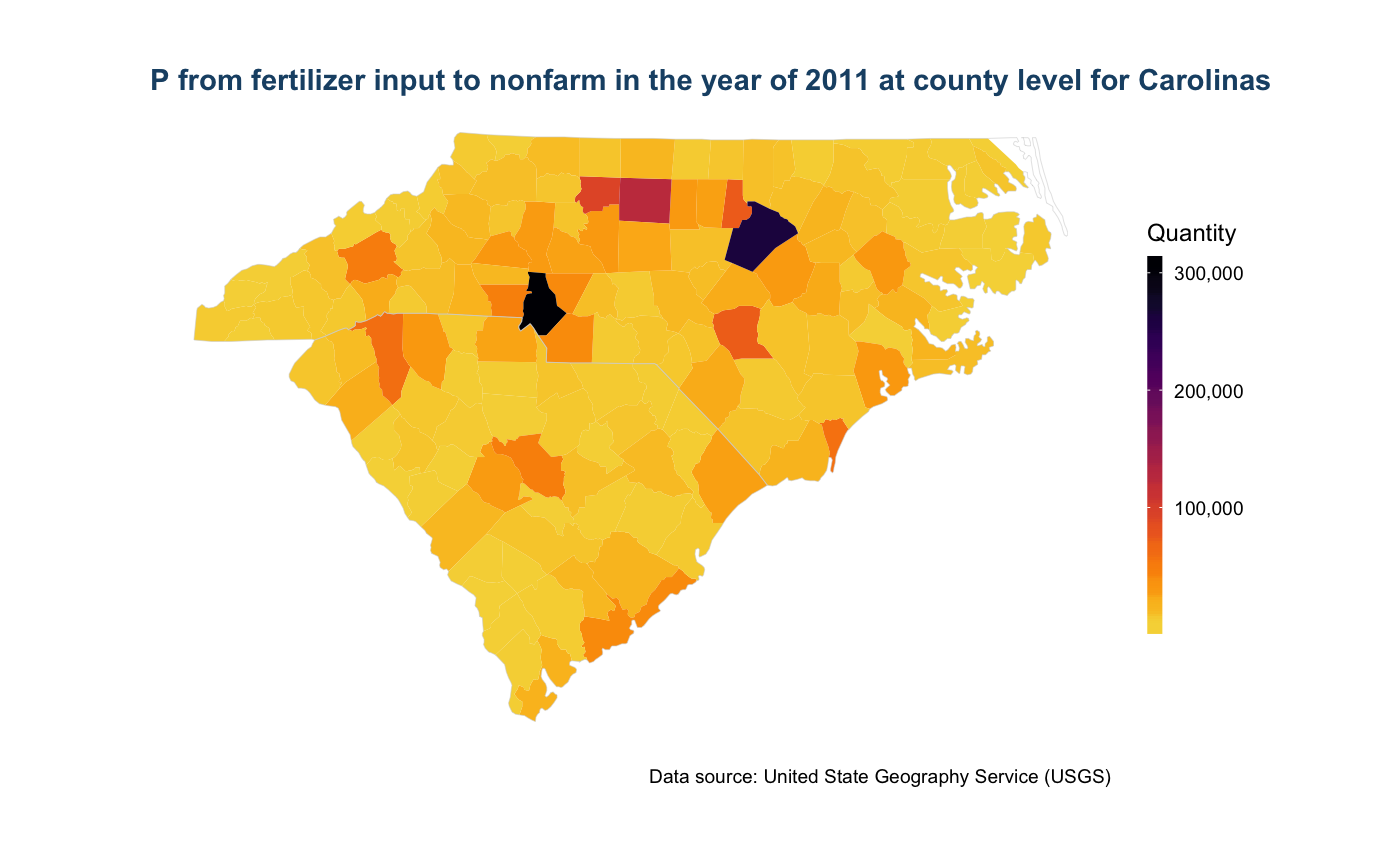 P from fertilizer input to nonfarm in the year of 2011 at county level for Carolinas
Quantity
300,000
200,000
100,000
Data source: United State Geography Service (USGS)